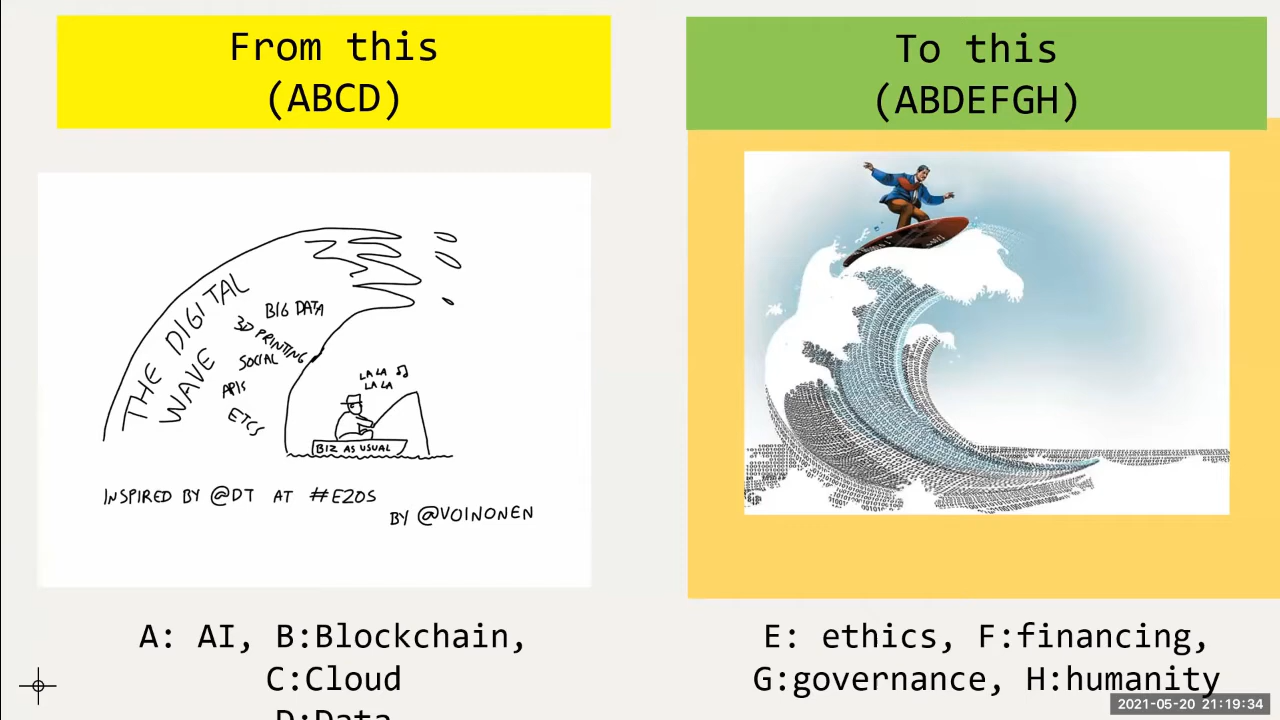 From this
(ABCD)
To this
(ABDEFGH)
THE DIGITAL
WAVE
BIG DATA
3D PRINTING
SOCIAL
APIS
ETCS
LA LA
LA LA
BIZ AS USUAL
INSPIRED BY @DT AT #E20S
BY @VOINONEN
A: AI, B:Blockchain,
C:Cloud
D:Data
E: ethics, F:financing,
G:governance, H:humanity
2021-05-20 21:19:34